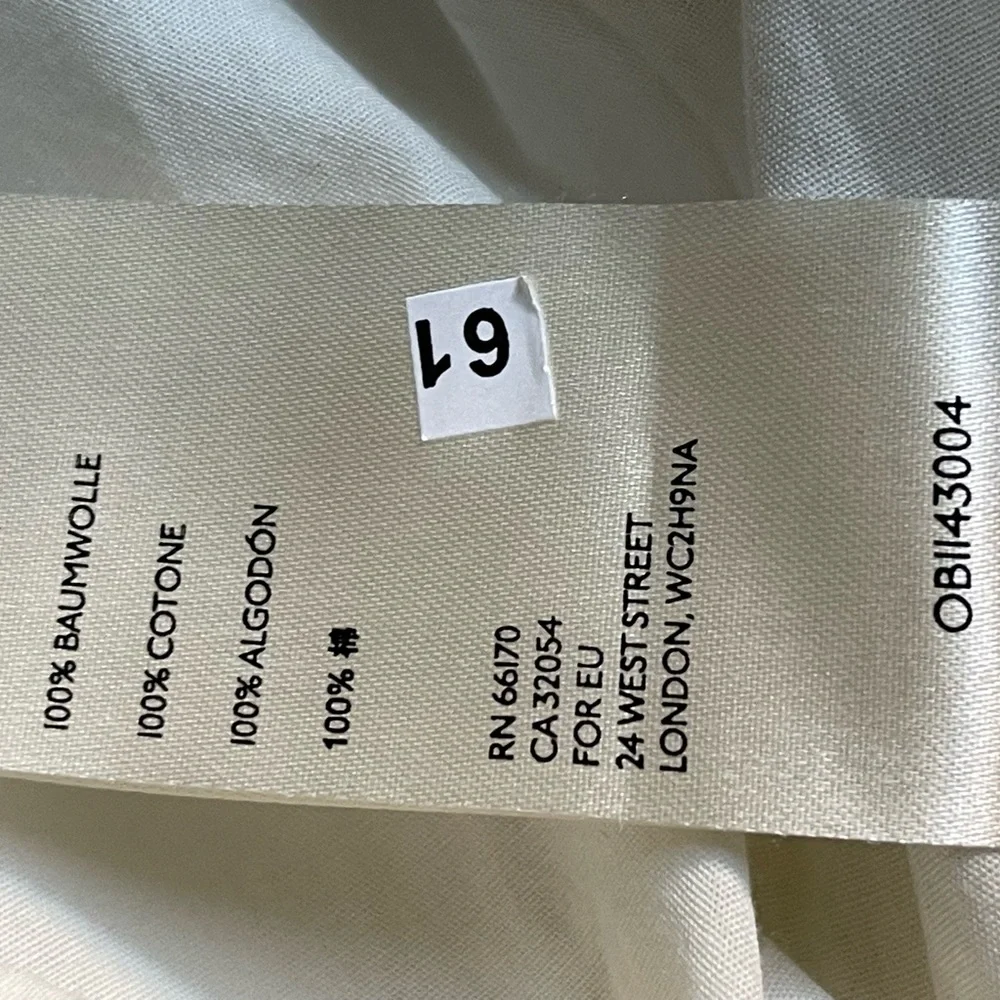 100% BAUMWOLLE
100% COTONE
100% ALGODÓN
100% 棉
61
RN 66170
CA 32054
FOR EU
24 WEST STREET
LONDON, WC2H9NA
OB1143004